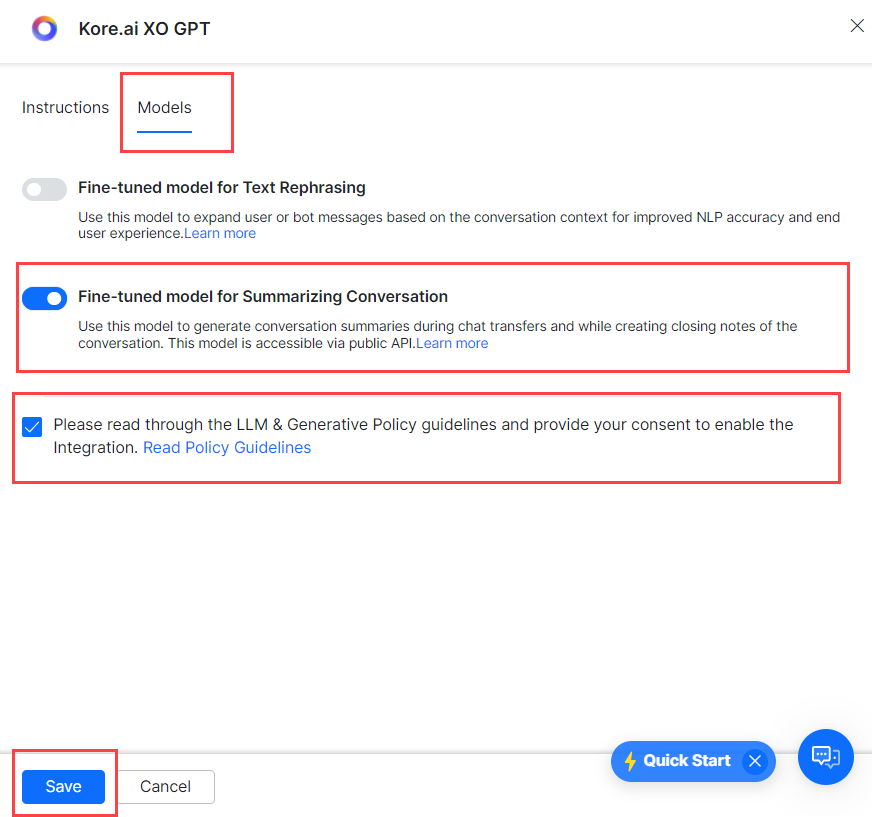 Kore.ai XO GPT
Instructions
Models
Fine-tuned model for Text Rephrasing
Use this model to expand user or bot messages based on the conversation context for improved NLP accuracy and end
user experience.Learn more
Fine-tuned model for Summarizing Conversation
Use this model to generate conversation summaries during chat transfers and while creating closing notes of the
conversation. This model is accessible via public API.Learn more
Please read through the LLM & Generative Policy guidelines and provide your consent to enable the
Integration. Read Policy Guidelines
Quick Start
Save
Cancel